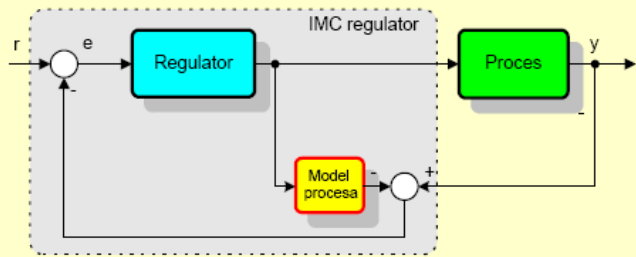 IMC regulator
r
e
Regulator
Proces
y
-
-
Model
procesa
-
+